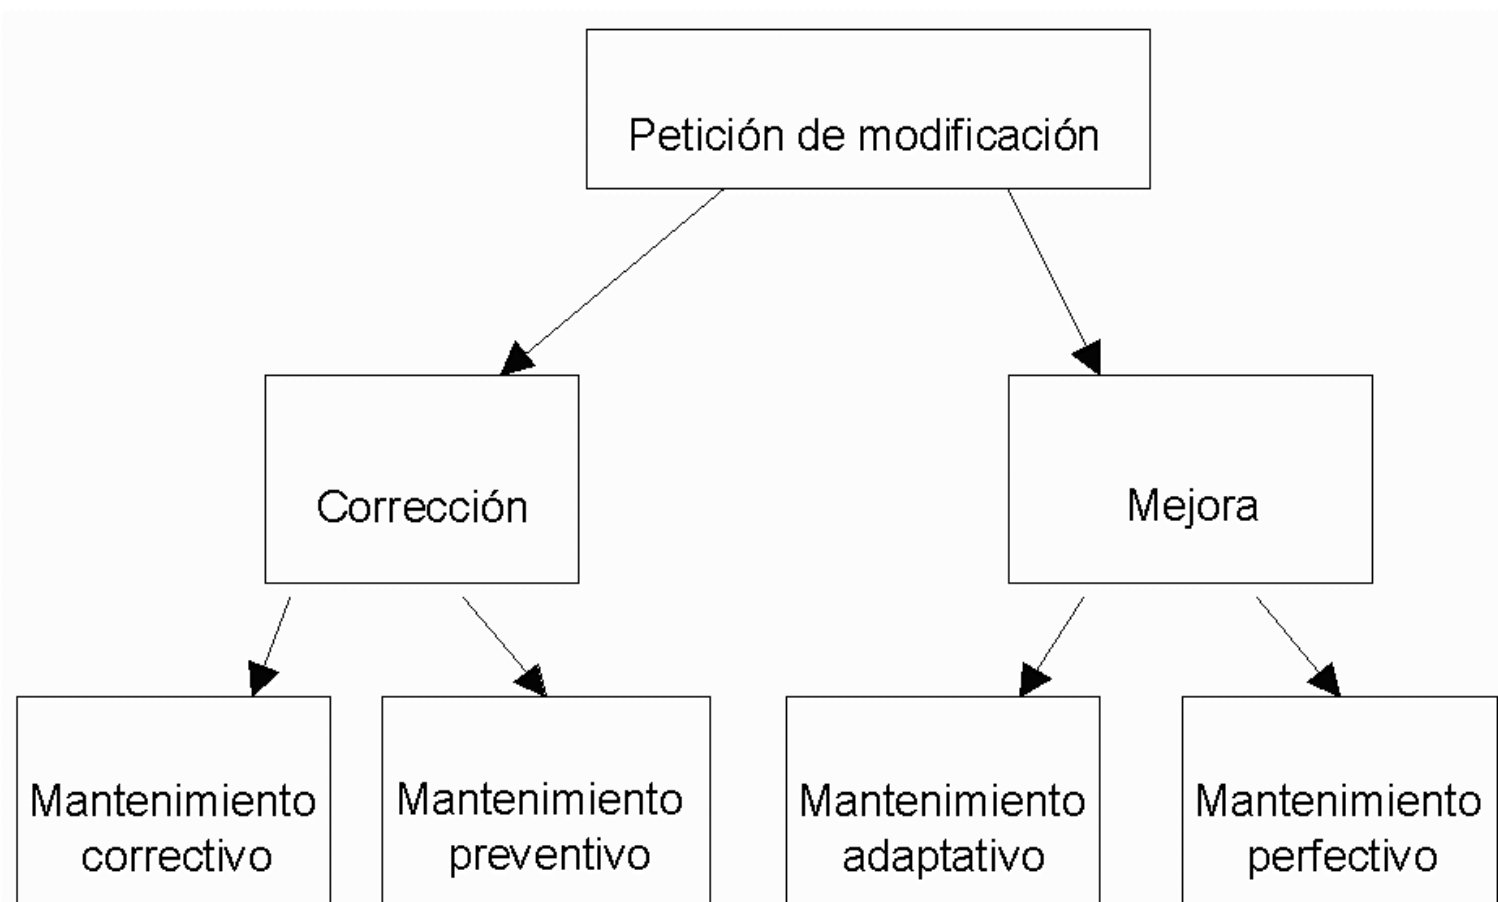 Petición de modificación
Corrección
Mejora
Mantenimiento
correctivo
Mantenimiento
preventivo
Mantenimiento
adaptativo
Mantenimiento
perfectivo